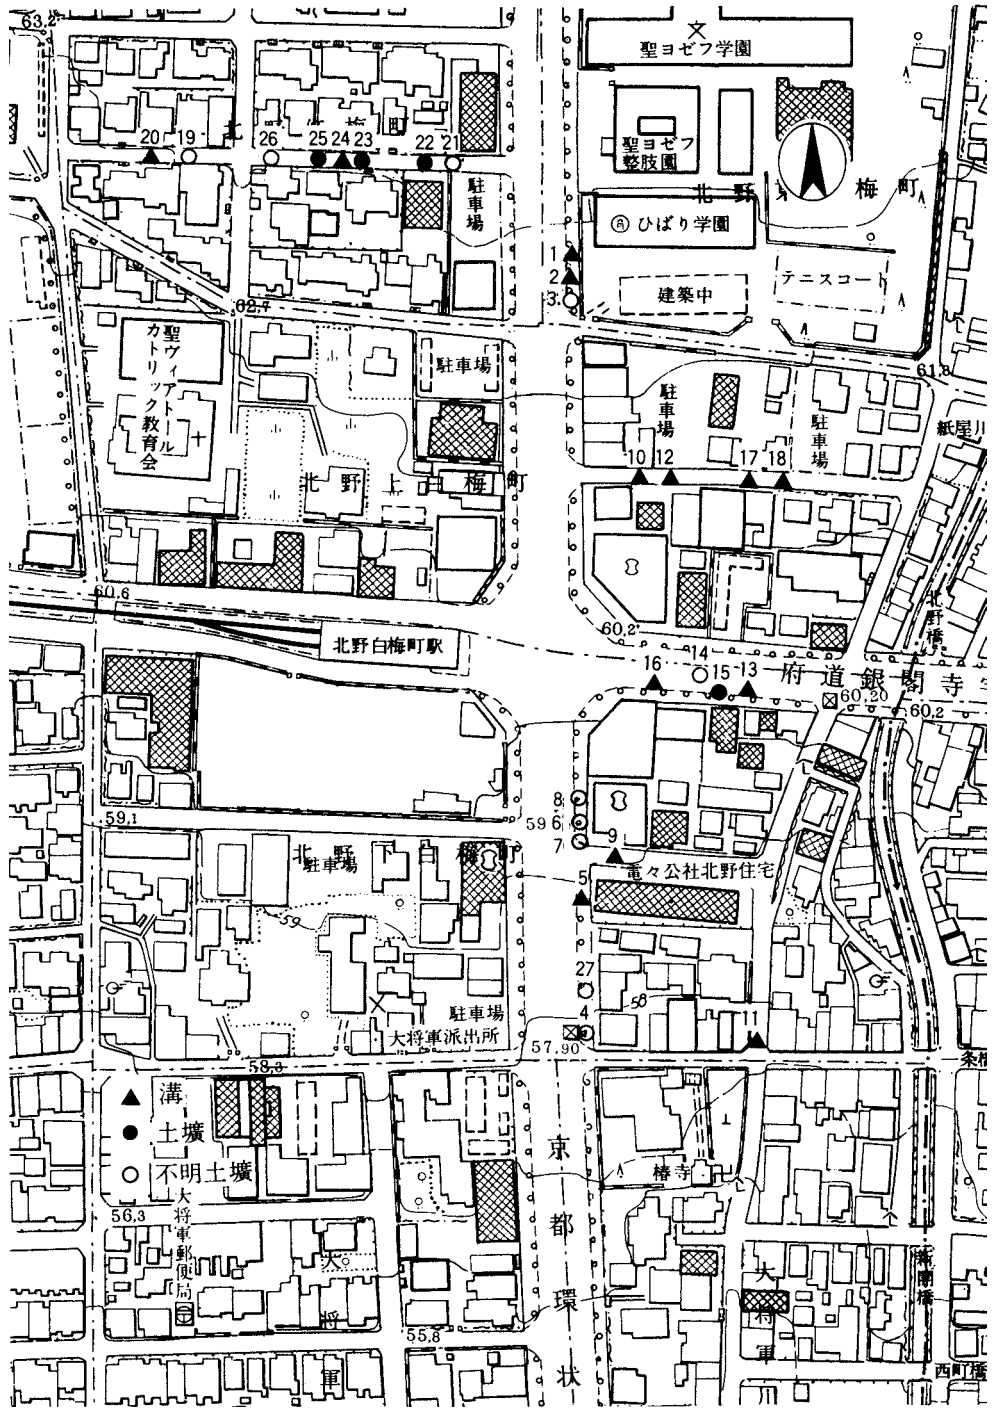 63,2
文
聖ヨゼフ学園
20
19
26
25
24
23
22
21
聖ヨゼフ
整肢園
駐車場
梅町
ひばり学園
1
2
3
建築中
テニスコート
62,7
聖ヴィアトール
カトリック教育会
駐車場
駐車場
駐車場
61,8
紙屋川
10
12
17
18
北野上白梅町
60,6
北野橋
北野白梅町駅
60,2
14
16
15
13
府道銀閣寺
60,20
60,2
8
59
6
7
9
59,1
北野下白梅町
駐車場
電々公社北野住宅
5
59
27
58
4
駐車場
大将軍派出所
57,90
11
58,3
溝
土壙
不明土壙
京都環状
椿寺
大将軍郵便局
56,3
大将軍
大将軍
55,8
西町橋
川